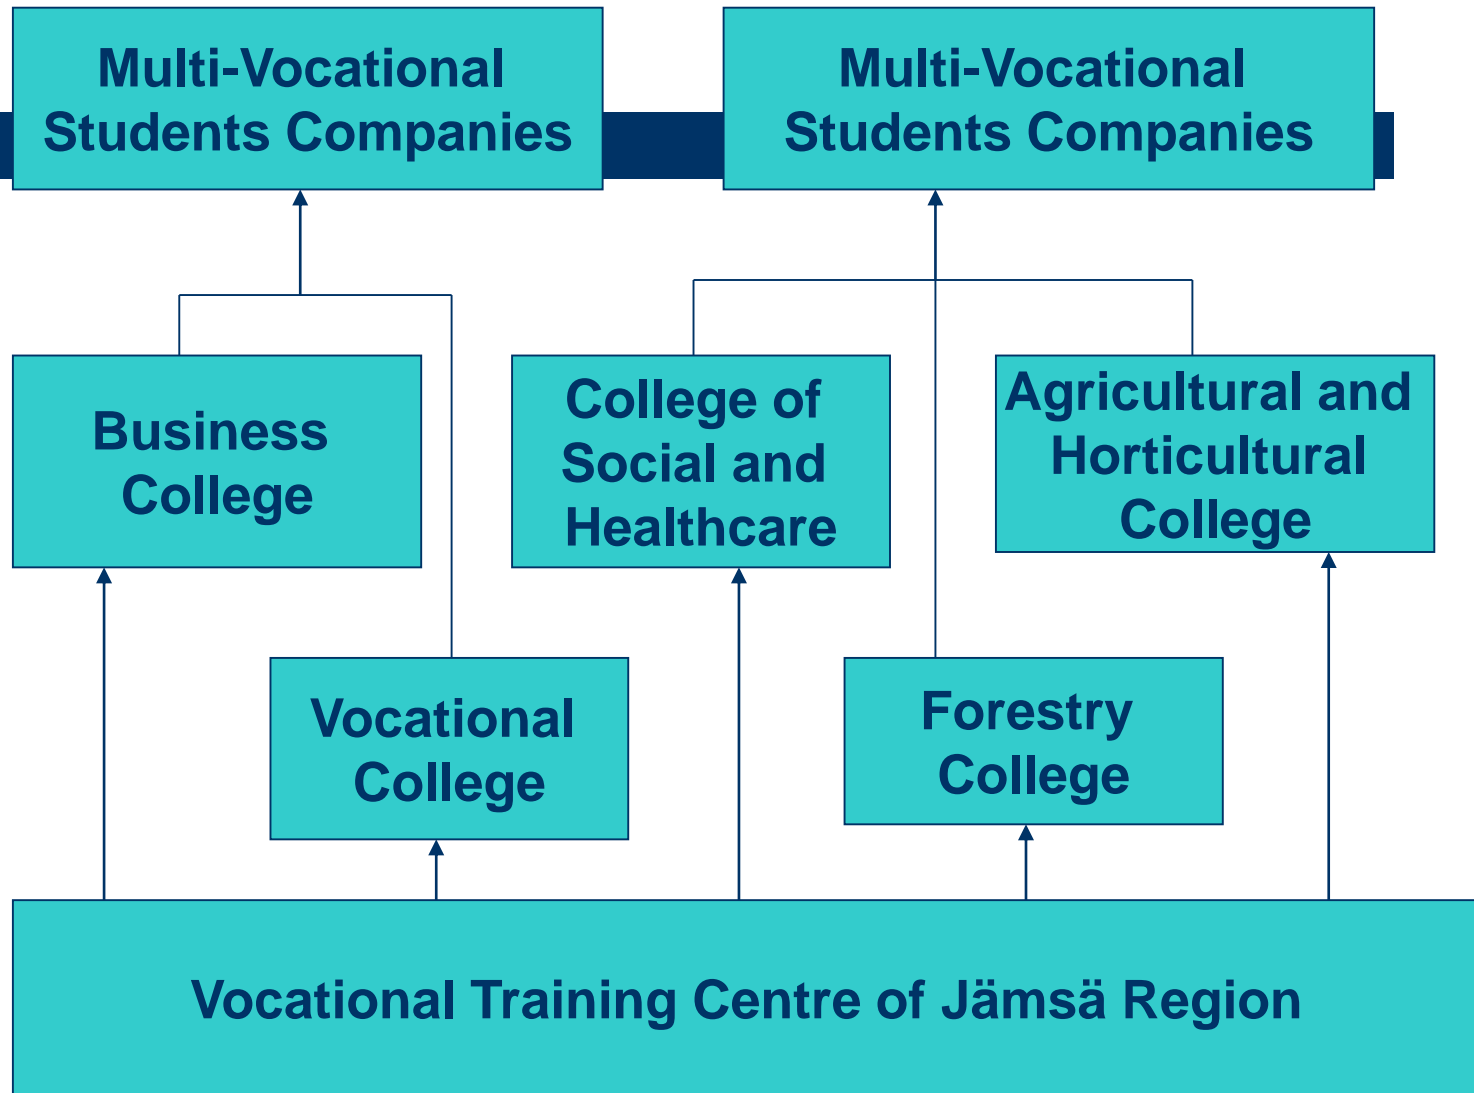 Multi-Vocational
Students Companies
Multi-Vocational
Students Companies
Business
College
College of
Social and
Healthcare
Agricultural and
Horticultural
College
Vocational
College
Forestry
College
Vocational Training Centre of Jämsä Region